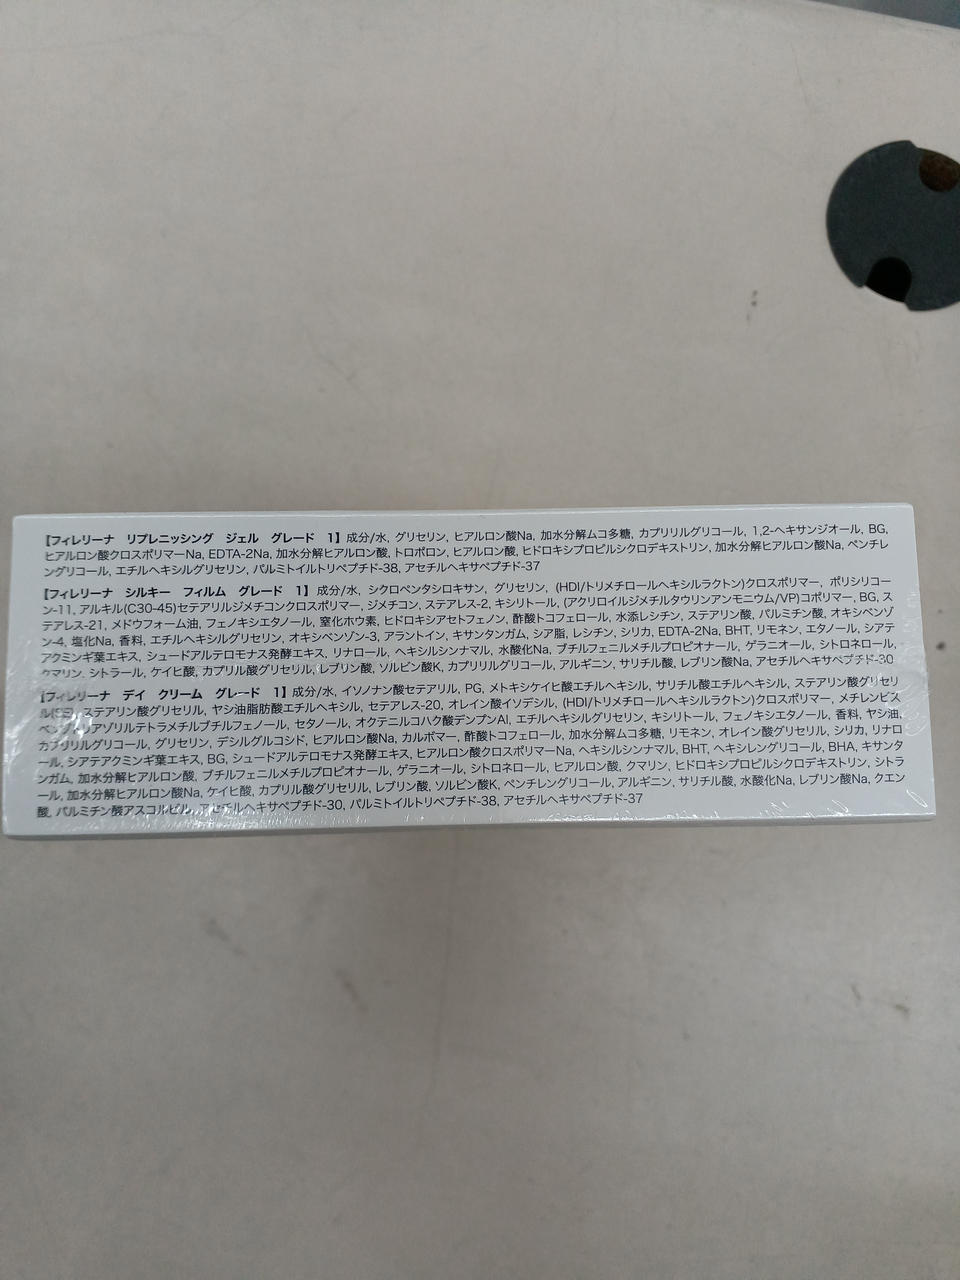 【フィレリーナ リプレニッシング ジェル グレード 1】成分/水, グリセリン, ヒアルロン酸Na, 加水分解ムコ多糖, カプリリルグリコール, 1,2-ヘキサンジオール, BG,
ヒアルロン酸クロスポリマーNa, EDTA-2Na, 加水分解ヒアルロン酸, トロポロン, ヒアルロン酸, ヒドロキシプロピルシクロデキストリン, 加水分解ヒアルロン酸Na, ペンチレ
ングリコール, エチルヘキシルグリセリン, パルミトイルトリペプチド-38, アセチルヘキサペプチド-37
【フィレリーナ シルキー フィルム グレード 1】成分/水, シクロペンタシロキサン, グリセリン, (HDI/トリメチロールヘキシルラクトン)クロスポリマー, ポリシリコー
ン-11, アルキル(C30-45)セテアリルジメチコンクロスポリマー, ジメチコン, ステアレス-2, キシリトール, (アクリロイルジメチルタウリンアンモニウム/VP)コポリマー, BG, ス
テアレス-21, メドウフォーム油, フェノキシエタノール, 窒化ホウ素, ヒドロキシアセトフェノン, 酢酸トコフェロール, 水添レシチン, ステアリン酸, パルミチン酸, オキシベンゾ
ン-4, 塩化Na, 香料, エチルヘキシルグリセリン, オキシベンゾン-3, アラントイン, キサンタンガム, シア脂, レシチン, シリカ, EDTA-2Na, BHT, リモネン, エタノール, シアテ
アクミンギ葉エキス, シュードアルテロモナス発酵エキス, リナロール, ヘキシルシンナマル, 水酸化Na, ブチルフェニルメチルプロピオナール, ゲラニオール, シトロネロール,
クマリン, シトラール, ケイヒ酸, カプリル酸グリセリル, レブリン酸, ソルビン酸K, カプリリルグリコール, アルギニン, サリチル酸, レブリン酸Na, アセチルヘキサペプチド-30
【フィレリーナ デイ クリーム グレード 1】成分/水, イソノナン酸セテアリル, PG, メトキシケイヒ酸エチルヘキシル, サリチル酸エチルヘキシル, ステアリン酸グリセリ
ル(SE), ステアリン酸グリセリル, ヤシ油脂肪酸エチルヘキシル, セテアレス-20, オレイン酸イソデシル, (HDI/トリメチロールヘキシルラクトン)クロスポリマー, メチレンビス
ベンゾトリアゾリルテトラメチルブチルフェノール, セタノール, オクテニルコハク酸デンプンAl, エチルヘキシルグリセリン, キシリトール, フェノキシエタノール, 香料, ヤシ油,
カプリリルグリコール, グリセリン, デシルグルコシド, ヒアルロン酸Na, カルボマー, 酢酸トコフェロール, 加水分解ムコ多糖, リモネン, オレイン酸グリセリル, シリカ, リナロ
ール, シアテアクミンギ葉エキス, BG, シュードアルテロモナス発酵エキス, ヒアルロン酸クロスポリマーNa, ヘキシルシンナマル, BHT, ヘキシレングリコール, BHA, キサンタ
ンガム, 加水分解ヒアルロン酸, ブチルフェニルメチルプロピオナール, ゲラニオール, シトロネロール, ヒアルロン酸, クマリン, ヒドロキシプロピルシクロデキストリン, シトラ
ール, 加水分解ヒアルロン酸Na, ケイヒ酸, カプリル酸グリセリル, レブリン酸, ソルビン酸K, ペンチレングリコール, アルギニン, サリチル酸, 水酸化Na, レブリン酸Na, クエン
酸, パルミチン酸アスコルビル, アセチルヘキサペプチド-30, パルミトイルトリペプチド-38, アセチルヘキサペプチド-37